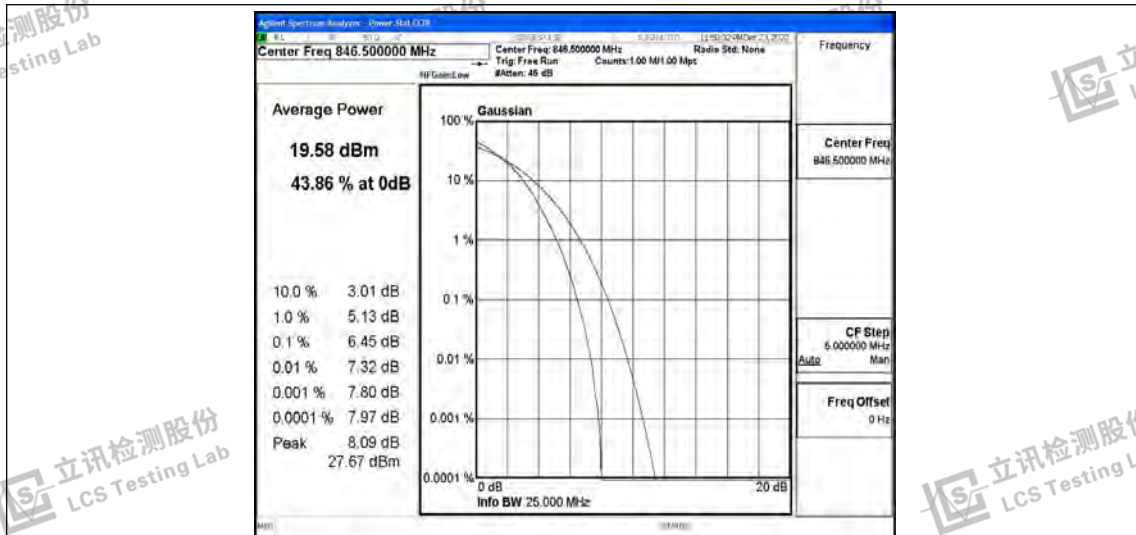 Agilent Spectrum Analyzer - Power Stat CCDF
Center Freq 846.500000 MHz
Center Freq: 846.500000 MHz
Radio Std: None
Trig: Free Run
Counts:1.00 M/1.00 Mpt
#IFGain:Low
#Atten: 46 dB
Frequency
Average Power
19.58 dBm
43.86 % at 0dB
10.0 % 3.01 dB
1.0 % 5.13 dB
0.1 % 6.45 dB
0.01 % 7.32 dB
0.001 % 7.80 dB
0.0001 % 7.97 dB
Peak 8.09 dB
27.67 dBm
Gaussian
100 %
10 %
1 %
0.1 %
0.01 %
0.001 %
0.0001 %
0 dB
20 dB
Info BW 25.000 MHz
Center Freq
846.500000 MHz
CF Step
5.000000 MHz
Auto Man
Freq Offset
0 Hz
检测股份
esting Lab
立
立讯检测股份
LCS Testing Lab
立讯检测股份
LCS Testing L